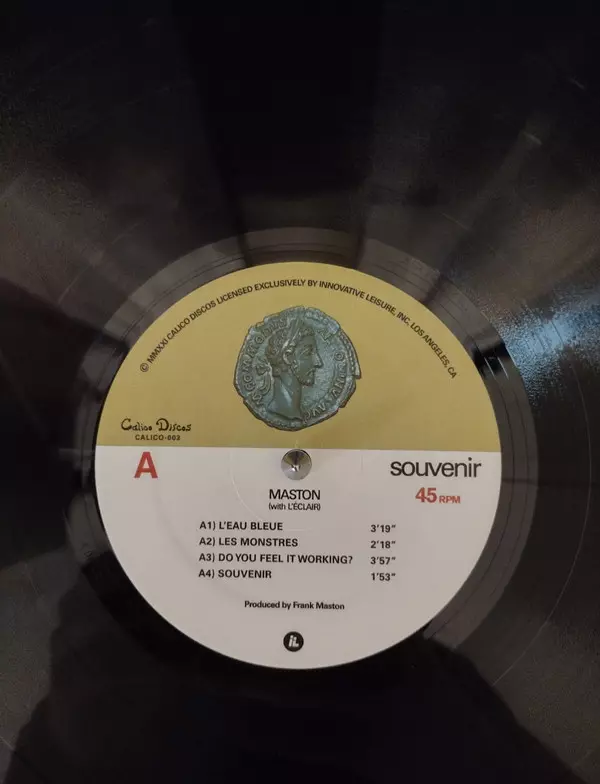 © MMXXI CALICO DISCOS LICENSED EXCLUSIVELY BY INNOVATIVE LEISURE, INC. LOS ANGELES, CA
Calico Discos
CALICO-003
A
souvenir
45 RPM
MASTON
(with L'ÉCLAIR)
A1) L'EAU BLEUE 3'19"
A2) LES MONSTRES 2'18"
A3) DO YOU FEEL IT WORKING? 3'57"
A4) SOUVENIR 1'53"
Produced by Frank Maston
iL